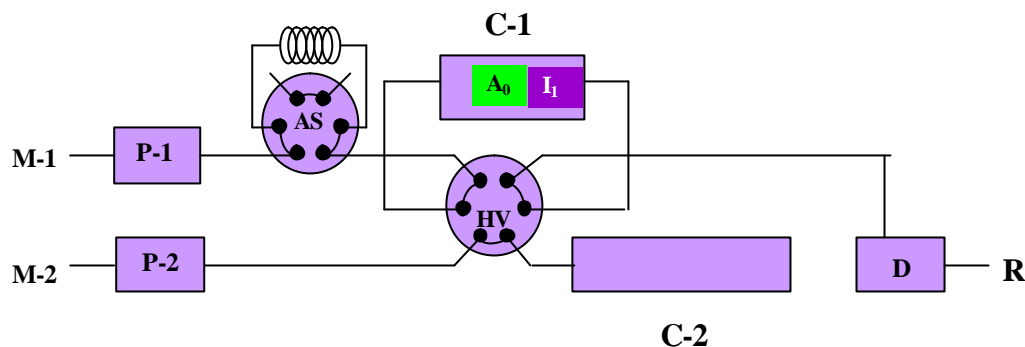 C-1
A₀ I₁
AS
M-1 P-1
HV
M-2 P-2 D R
C-2